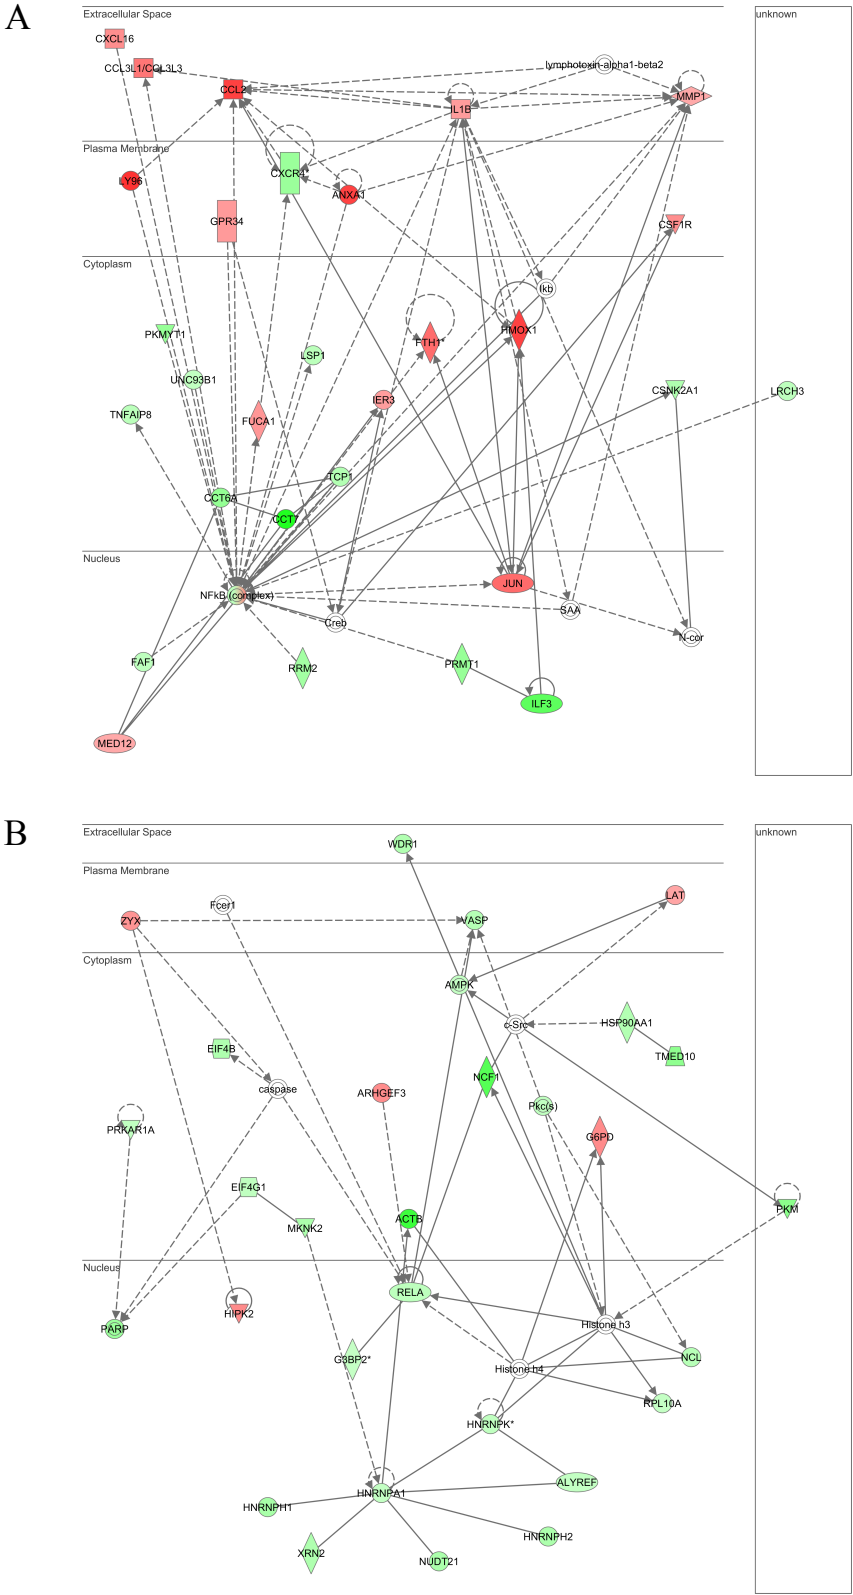 A
Extracellular Space
unknown
CXCL16
CCL3L1/CCL3L3
lymphotoxin-alpha1-beta2
CCL2
IL1B
MMP1
Plasma Membrane
CXCR4*
LY96
ANXA1
GPR34
CSF1R
Cytoplasm
Ikb
PKMYT1
HMOX1
FTH1*
LSP1
UNC93B1
CSNK2A1
LRCH3
TNFAIP8
IER3
FUCA1
TCP1
CCT6A
CCT7
Nucleus
JUN
NFkB (complex)
SAA
Creb
N-cor
FAF1
RRM2
PRMT1
ILF3
MED12
B
Extracellular Space
unknown
WDR1
Plasma Membrane
LAT
Fcer1
ZYX
VASP
Cytoplasm
AMPK
c-Src
HSP90AA1
EIF4B
TMED10
NCF1
caspase
ARHGEF3
Pkc(s)
PRKAR1A
G6PD
EIF4G1
PKM
ACTB
MKNK2
Nucleus
RELA
HIPK2
PARP
Histone h3
G3BP2*
NCL
Histone h4
RPL10A
HNRNPK*
ALYREF
HNRNPA1
HNRNPH1
HNRNPH2
XRN2
NUDT21